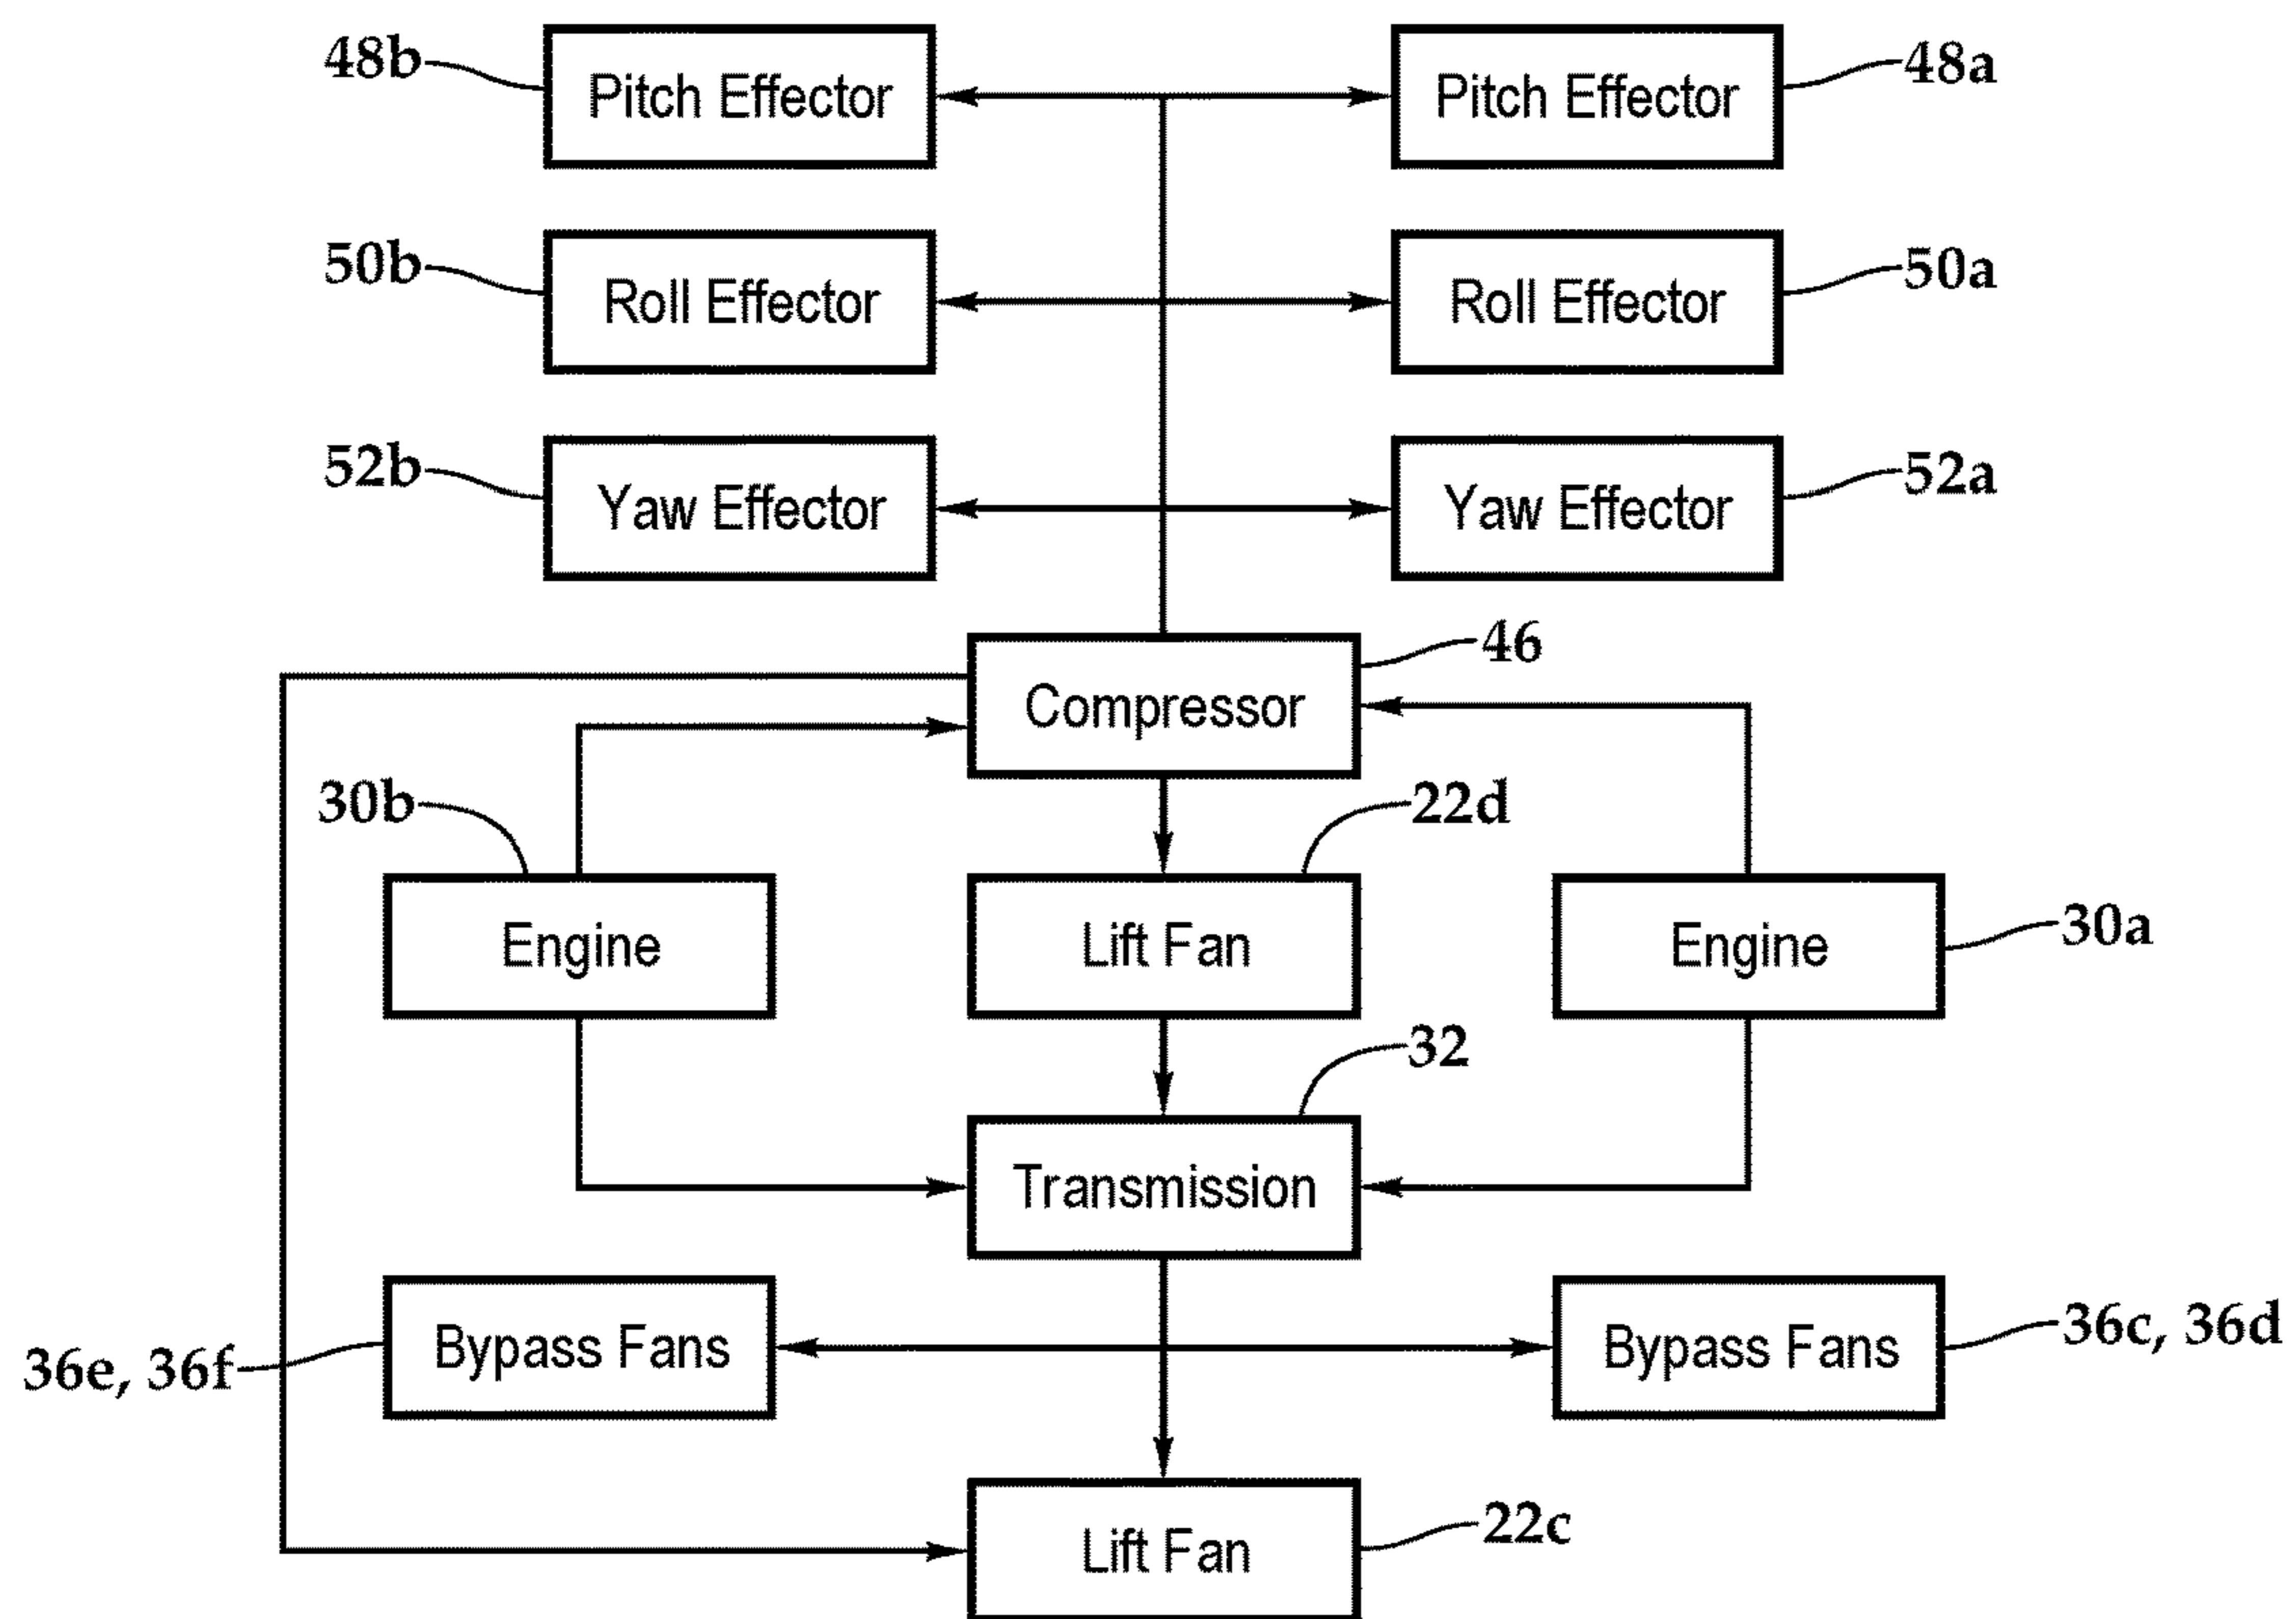 48b
Pitch Effector
Pitch Effector
48a
50b
Roll Effector
Roll Effector
50a
52b
Yaw Effector
Yaw Effector
52a
46
Compressor
30b
22d
Engine
Lift Fan
Engine
30a
32
Transmission
36e, 36f
Bypass Fans
Bypass Fans
36c, 36d
Lift Fan
22c